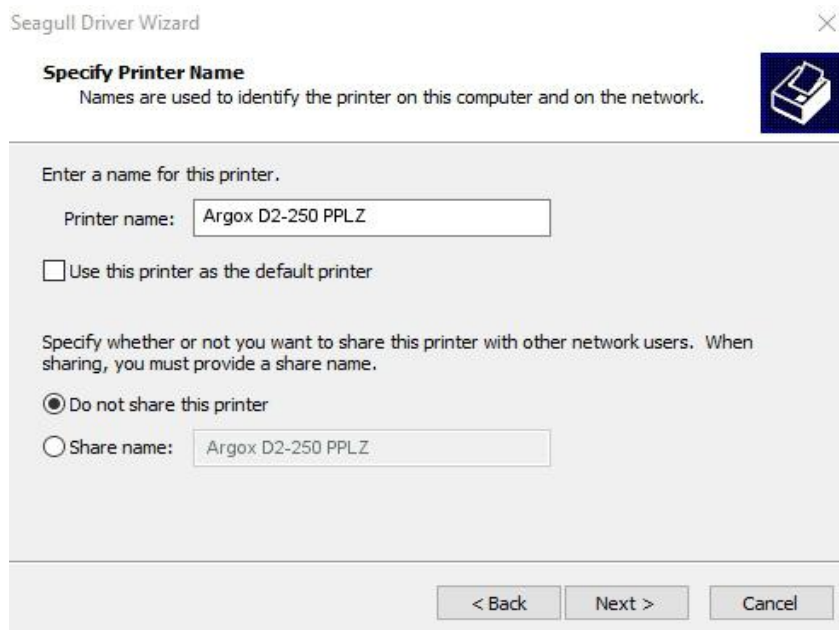 Seagull Driver Wizard
Specify Printer Name
Names are used to identify the printer on this computer and on the network.
Enter a name for this printer.
Printer name: Argox D2-250 PPLZ
Use this printer as the default printer
Specify whether or not you want to share this printer with other network users. When
sharing, you must provide a share name.
Do not share this printer
Share name: Argox D2-250 PPLZ
< Back Next > Cancel